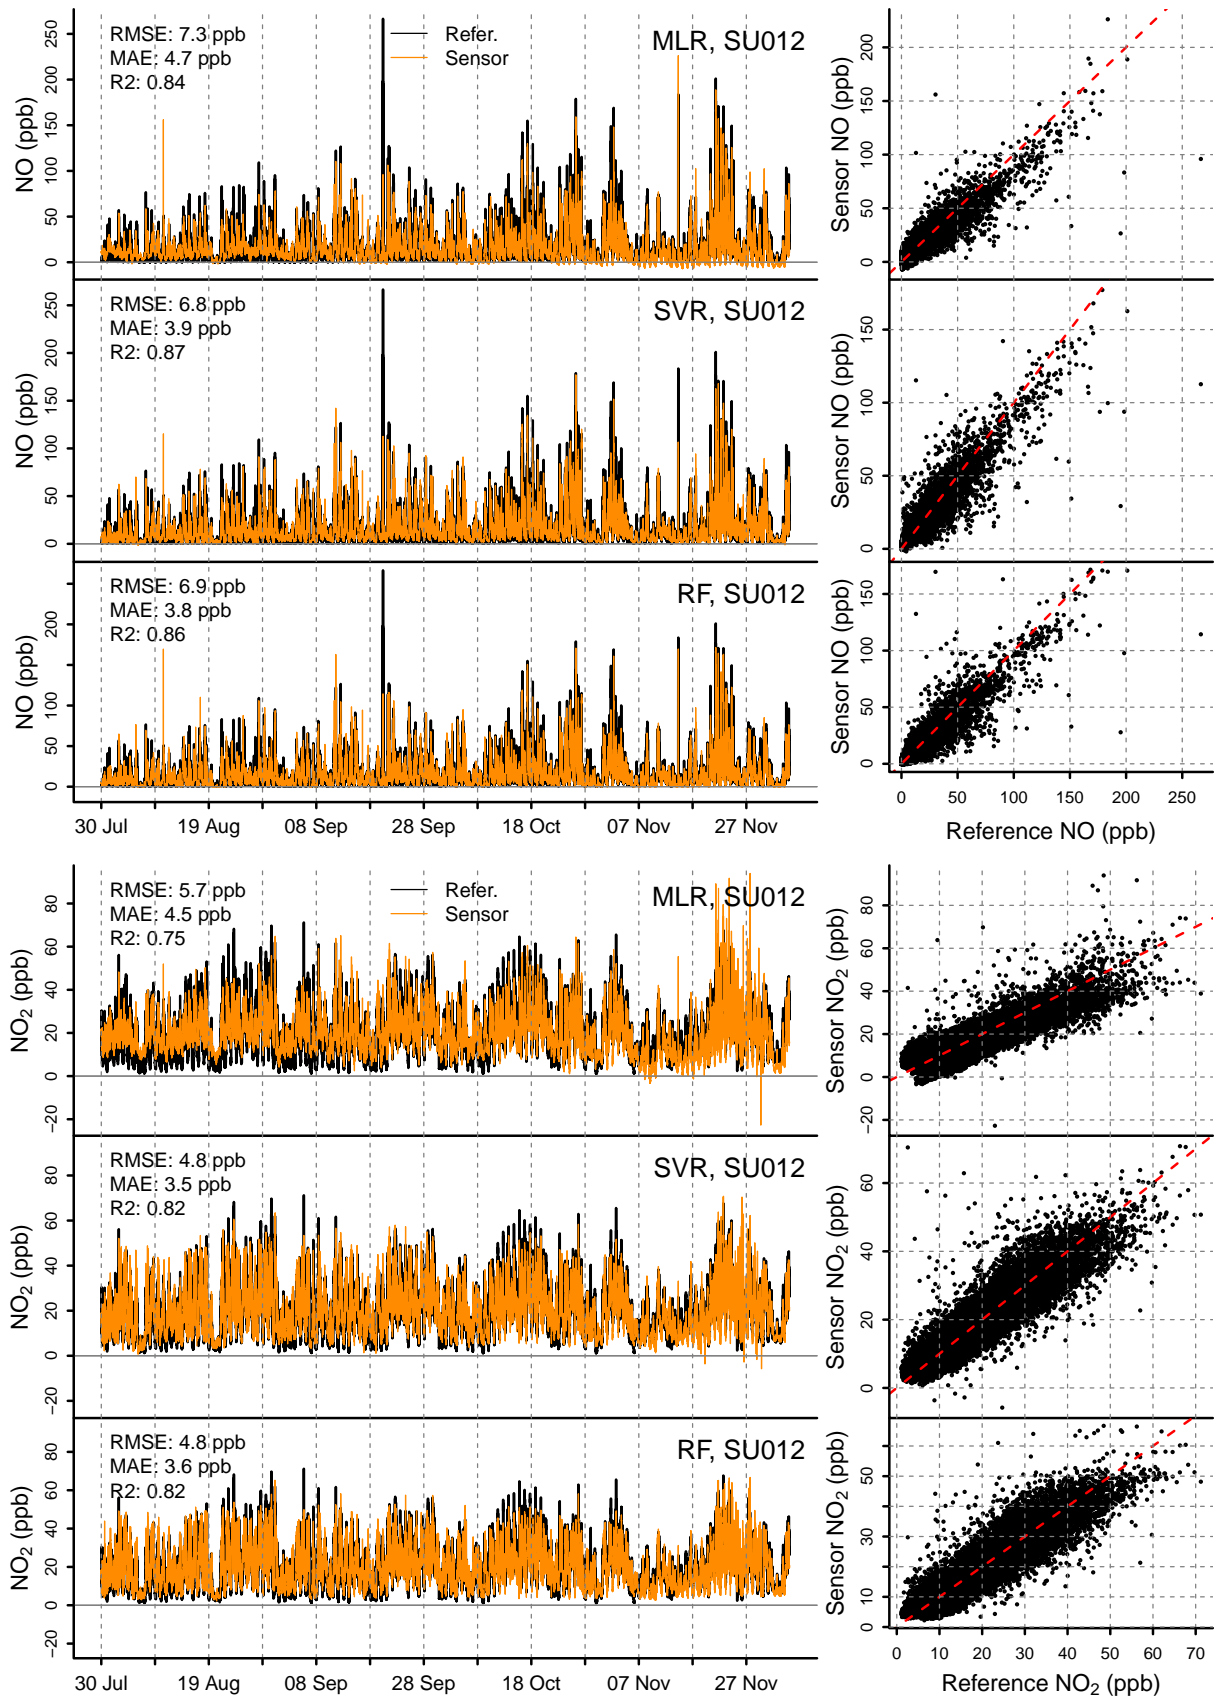 RMSE: 7.3 ppb
MAE: 4.7 ppb
R2: 0.84
Refer.
Sensor
MLR, SU012
NO (ppb)
0 50 100 150 200 250
Sensor NO (ppb)
0 50 100 150 200
RMSE: 6.8 ppb
MAE: 3.9 ppb
R2: 0.87
SVR, SU012
NO (ppb)
0 50 100 150 200 250
Sensor NO (ppb)
0 50 100 150
RMSE: 6.9 ppb
MAE: 3.8 ppb
R2: 0.86
RF, SU012
NO (ppb)
0 50 100 200
Sensor NO (ppb)
0 50 100 150
30 Jul 19 Aug 08 Sep 28 Sep 18 Oct 07 Nov 27 Nov
0 50 100 150 200 250
Reference NO (ppb)
RMSE: 5.7 ppb
MAE: 4.5 ppb
R2: 0.75
Refer.
Sensor
MLR, SU012
NO2 (ppb)
−20 0 20 40 60 80
Sensor NO2 (ppb)
−20 0 20 40 60 80
RMSE: 4.8 ppb
MAE: 3.5 ppb
R2: 0.82
SVR, SU012
NO2 (ppb)
−20 0 20 40 60 80
Sensor NO2 (ppb)
0 20 40 60
RMSE: 4.8 ppb
MAE: 3.6 ppb
R2: 0.82
RF, SU012
NO2 (ppb)
−20 0 20 40 60 80
Sensor NO2 (ppb)
0 10 30 50
30 Jul 19 Aug 08 Sep 28 Sep 18 Oct 07 Nov 27 Nov
0 10 20 30 40 50 60 70
Reference NO2 (ppb)